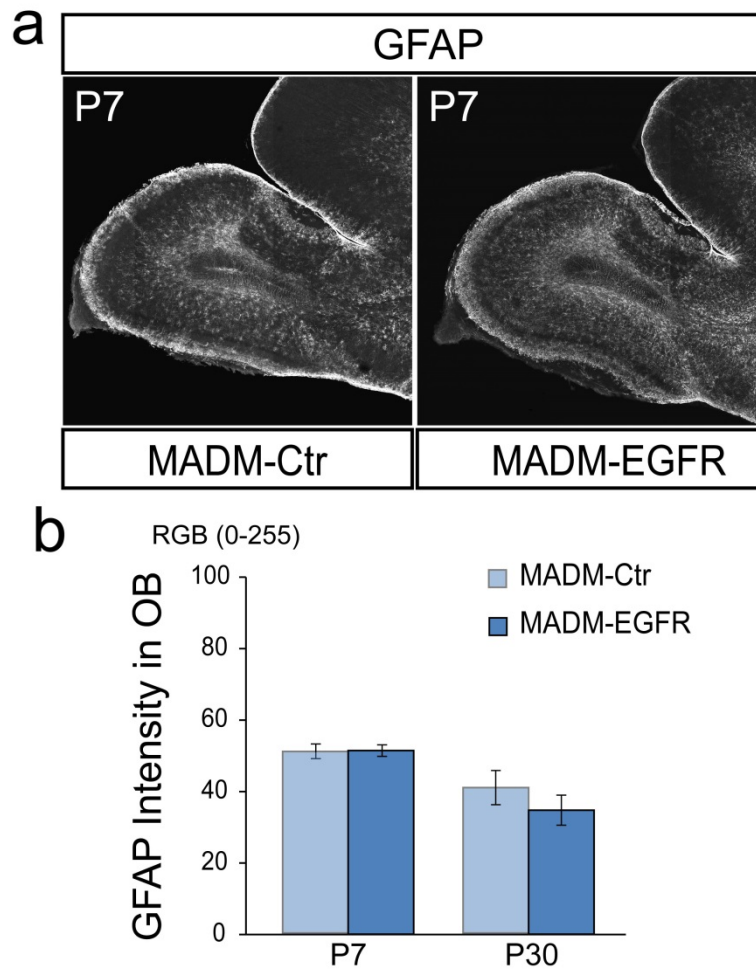 a
GFAP
P7
P7
MADM-Ctr
MADM-EGFR
b
RGB (0-255)
GFAP Intensity in OB
100
80
60
40
20
0
MADM-Ctr
MADM-EGFR
P7
P30